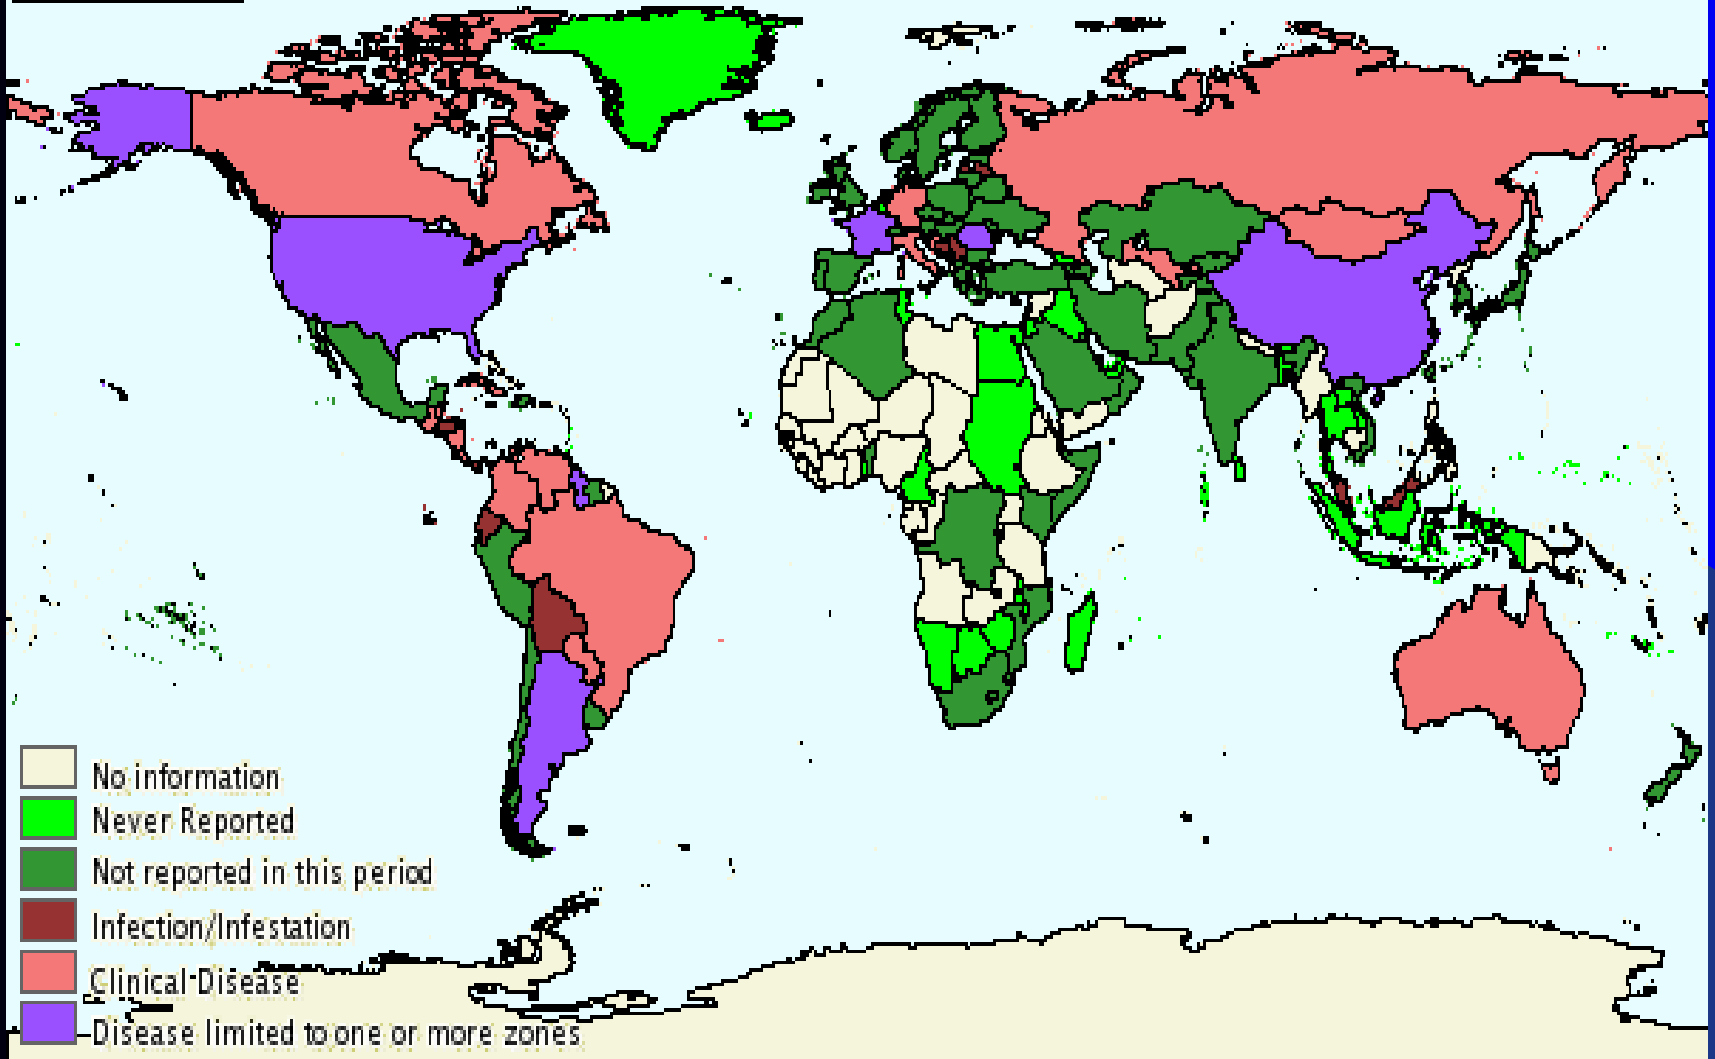 No information
Never Reported
Not reported in this period
Infection/Infestation
Clinical Disease
Disease limited to one or more zones